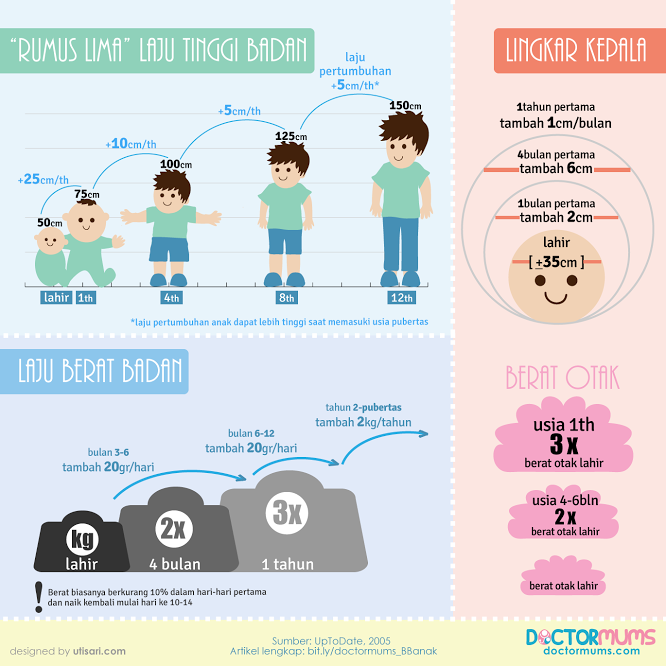 "RUMUS LIMA" LAJU TINGGI BADAN
laju
pertumbuhan
+5cm/th*
+5cm/th
+10cm/th
+25cm/th
150cm
125cm
100cm
75cm
50cm
lahir
1th
4th
8th
12th
*laju pertumbuhan anak dapat lebih tinggi saat memasuki usia pubertas
LINGKAR KEPALA
1tahun pertama
tambah 1cm/bulan
4bulan pertama
tambah 6cm
1bulan pertama
tambah 2cm
lahir
[ ±35cm ]
LAJU BERAT BADAN
tahun 2-pubertas
tambah 2kg/tahun
bulan 6-12
tambah 20gr/hari
bulan 3-6
tambah 20gr/hari
kg
lahir
2x
4 bulan
3x
1 tahun
! Berat biasanya berkurang 10% dalam hari-hari pertama
dan naik kembali mulai hari ke 10-14
BERAT OTAK
usia 1th
3 x
berat otak lahir
usia 4-6bln
2 x
berat otak lahir
berat otak lahir
designed by utisari.com
Sumber: UpToDate, 2005
Artikel lengkap: bit.ly/doctormums_BBanak
DOCTORMUMS
doctormums.com